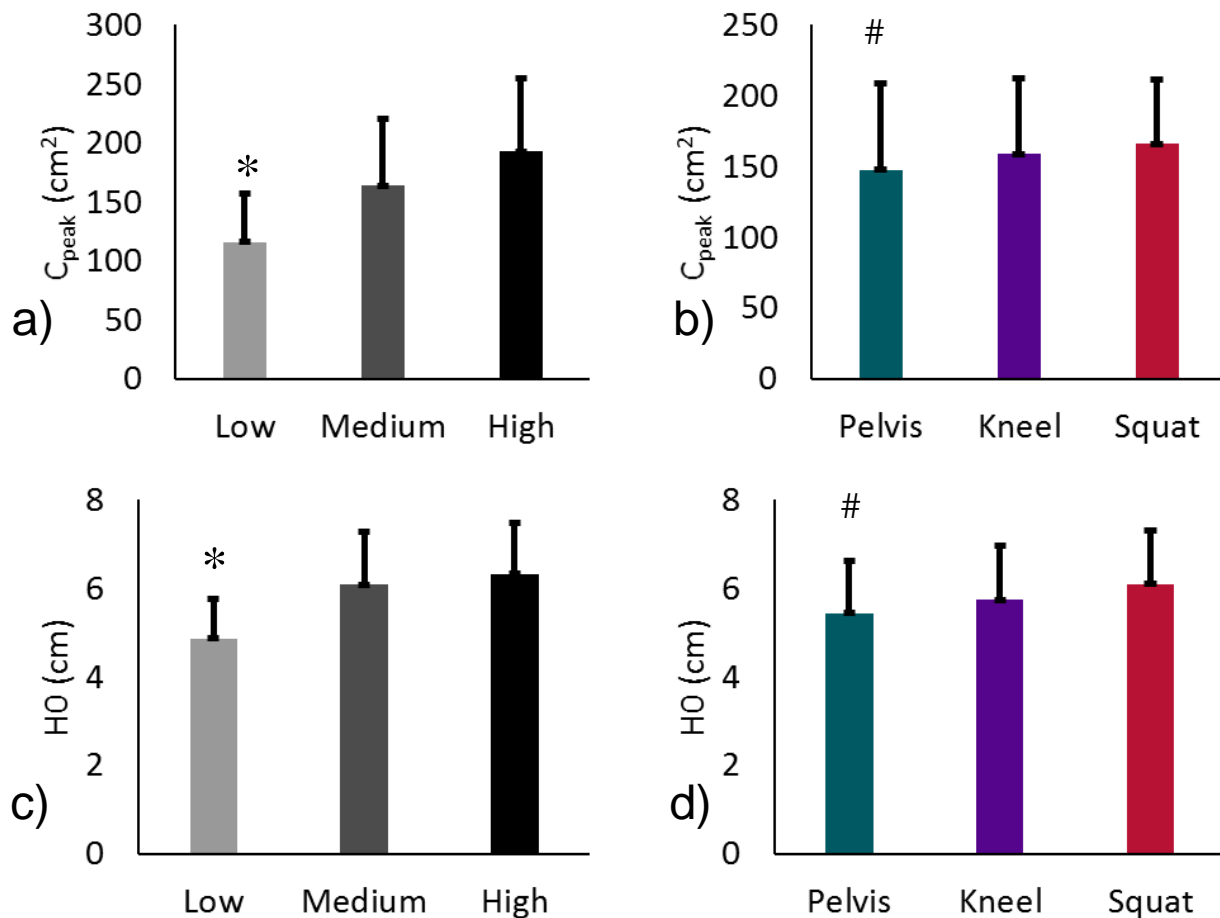 300
250
200
150
100
50
0
C_peak (cm²)
*
a)
Low Medium High
250
200
150
100
50
0
C_peak (cm²)
#
b)
Pelvis Kneel Squat
8
6
4
2
0
H0 (cm)
*
c)
Low Medium High
8
6
4
2
0
H0 (cm)
#
d)
Pelvis Kneel Squat